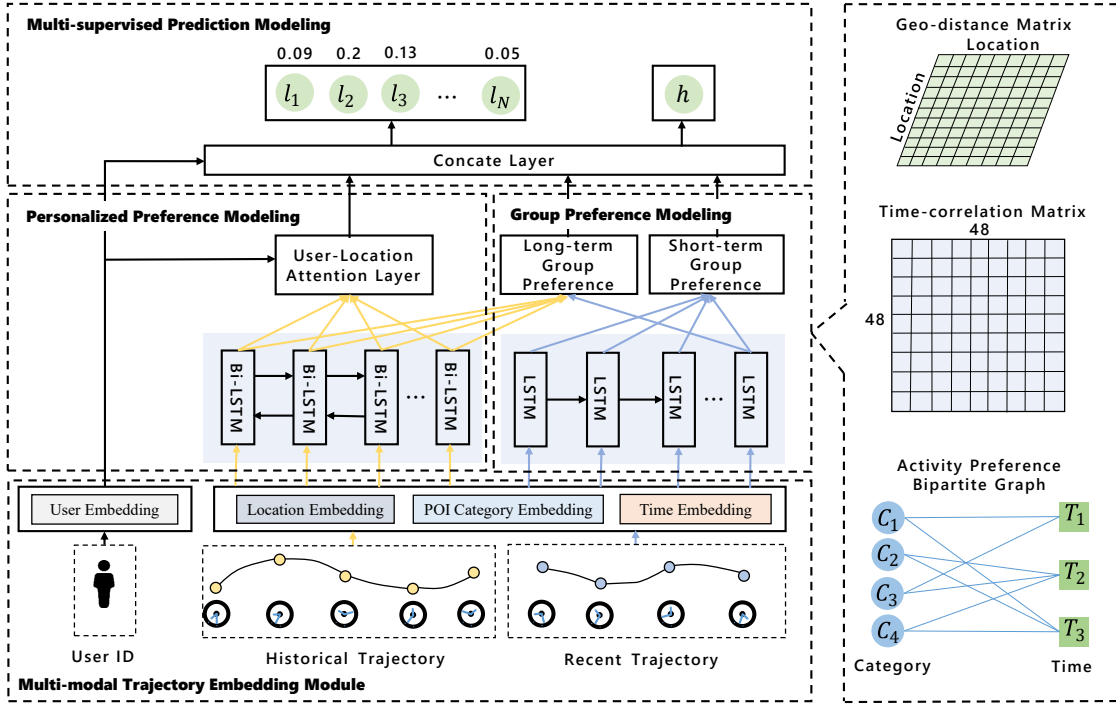 Multi-supervised Prediction Modeling
0.09 0.2 0.13 0.05
l1 l2 l3 ... lN
h
Concate Layer
Personalized Preference Modeling
User-Location
Attention Layer
Bi-LSTM Bi-LSTM Bi-LSTM ... Bi-LSTM
Group Preference Modeling
Long-term
Group
Preference
Short-term
Group
Preference
LSTM LSTM LSTM ... LSTM
User Embedding
Location Embedding
POI Category Embedding
Time Embedding
User ID
Historical Trajectory
Recent Trajectory
Multi-modal Trajectory Embedding Module
Geo-distance Matrix
Location
Location
Time-correlation Matrix
48
48
Activity Preference
Bipartite Graph
C1 T1
C2
T2
C3
C4 T3
Category Time